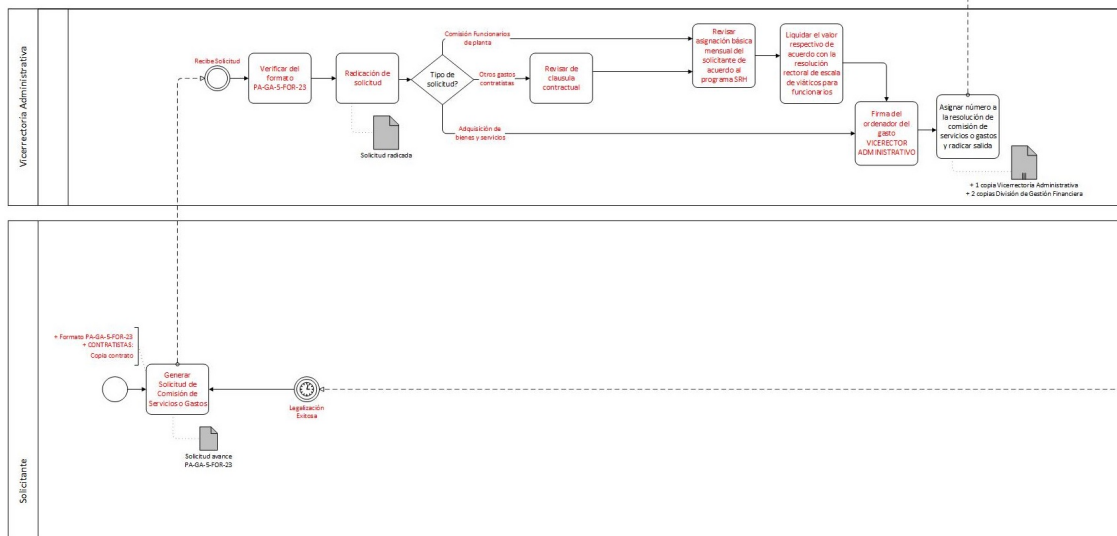 Vicerrectoría Administrativa
Recibe Solicitud
Verificar del
formato
PA-GA-5-FOR-23
Radicación de
solicitud
Solicitud radicada
Tipo de
solicitud?
Comisión Funcionarios
de planta
Otros gastos
contratistas
Adquisición de
bienes y servicios
Revisar de
clausula
contractual
Revisar
asignación básica
mensual del
solicitante de
acuerdo al
programa SRH
Liquidar el valor
respectivo de
acuerdo con la
resolución
rectoral de escala
de viáticos para
funcionarios
Firma del
ordenador del
gasto
VICERECTOR
ADMINISTRATIVO
Asignar número a
la resolución de
comisión de
servicios o gastos
y radicar salida
+ 1 copia Vicerrectoría Administrativa
+ 2 copias División de Gestión Financiera
Solicitante
+ Formato PA-GA-5-FOR-23
+ CONTRATISTAS:
Copia contrato
Generar
Solicitud de
Comisión de
Servicios o Gastos
Solicitud avance
PA-GA-5-FOR-23
Legalización
Exitosa